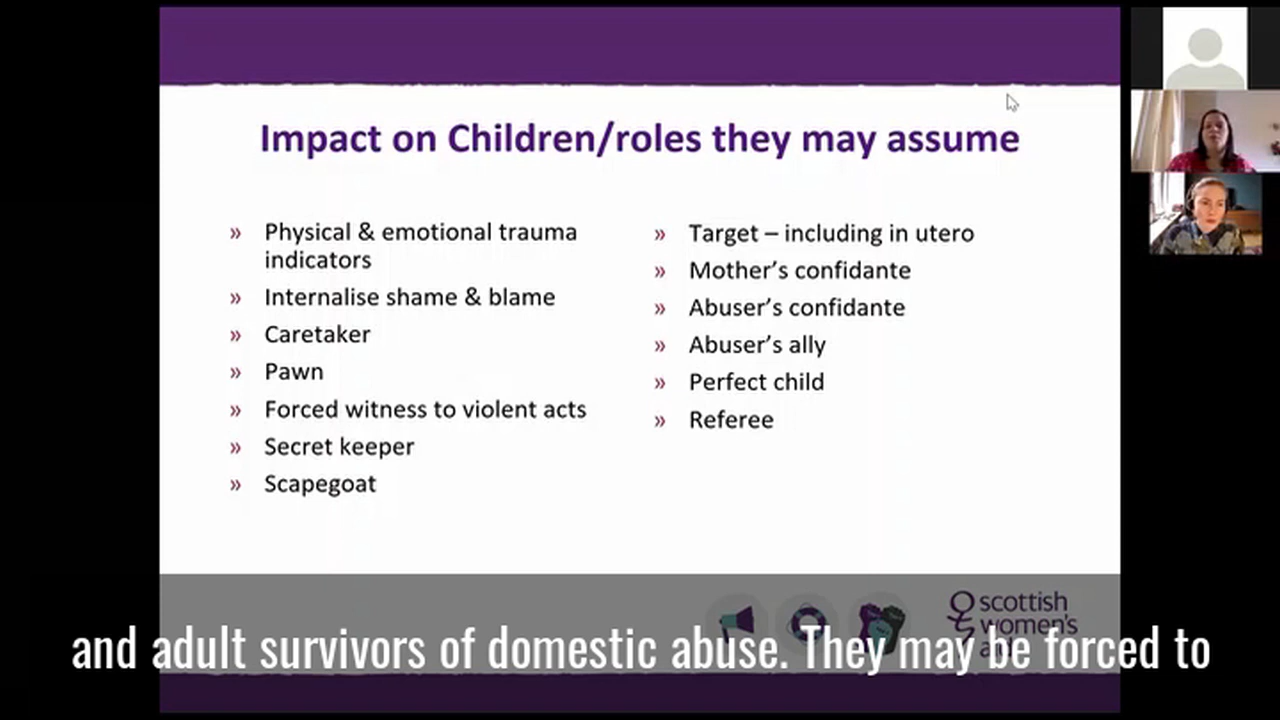 Impact on Children/roles they may assume
» Physical & emotional trauma
indicators
» Internalise shame & blame
» Caretaker
» Pawn
» Forced witness to violent acts
» Secret keeper
» Scapegoat
» Target – including in utero
» Mother’s confidante
» Abuser’s confidante
» Abuser’s ally
» Perfect child
» Referee
scottish
women's
aid
and adult survivors of domestic abuse. They may be forced to